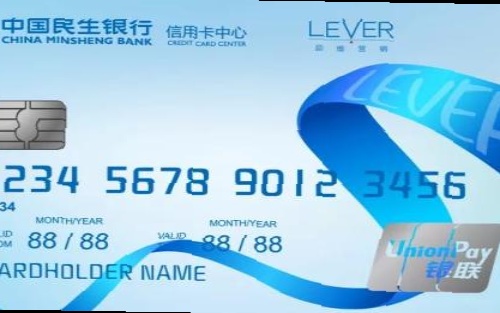 中国民生银行 信用卡中心 LEVER
CHINA MINSHENG BANK CREDIT CARD CENTER
LEVER
234 5678 9012 3456
34
MONTH/YEAR MONTH/YEAR
88 / 88 VALID 88 / 88
ARDHOLDER NAME
UnionPay
银联